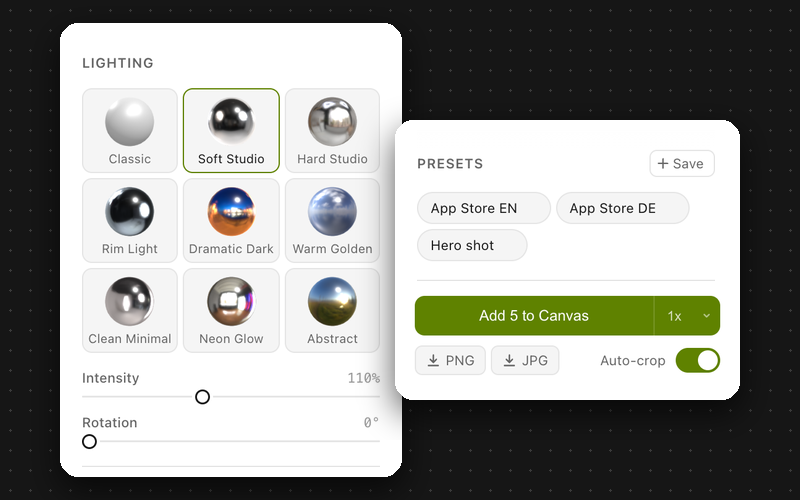 LIGHTING
Classic
Soft Studio
Hard Studio
Rim Light
Dramatic Dark
Warm Golden
Clean Minimal
Neon Glow
Abstract
Intensity 110%
Rotation 0°
PRESETS
+ Save
App Store EN
App Store DE
Hero shot
Add 5 to Canvas 1x
PNG
JPG
Auto-crop